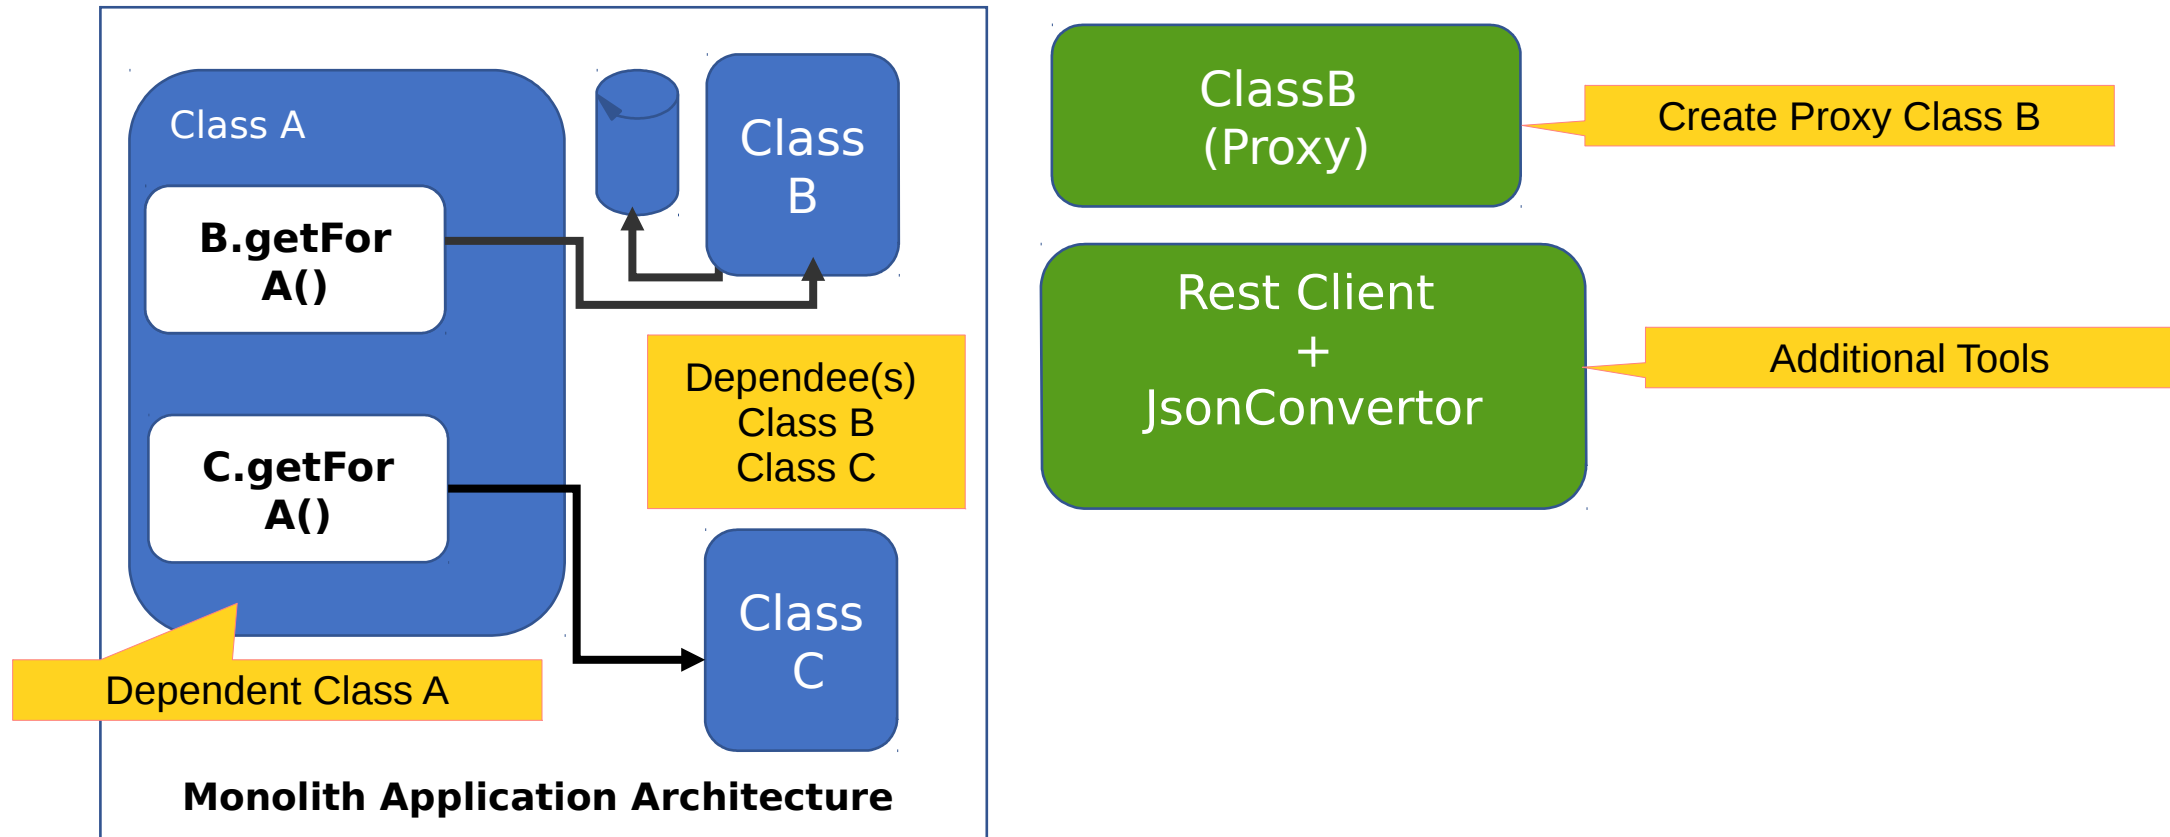 Class A
B.getFor
A()
C.getFor
A()
Class
B
Dependee(s)
Class B
Class C
Class
C
Dependent Class A
Monolith Application Architecture
ClassB
(Proxy)
Create Proxy Class B
Rest Client
+
JsonConvertor
Additional Tools